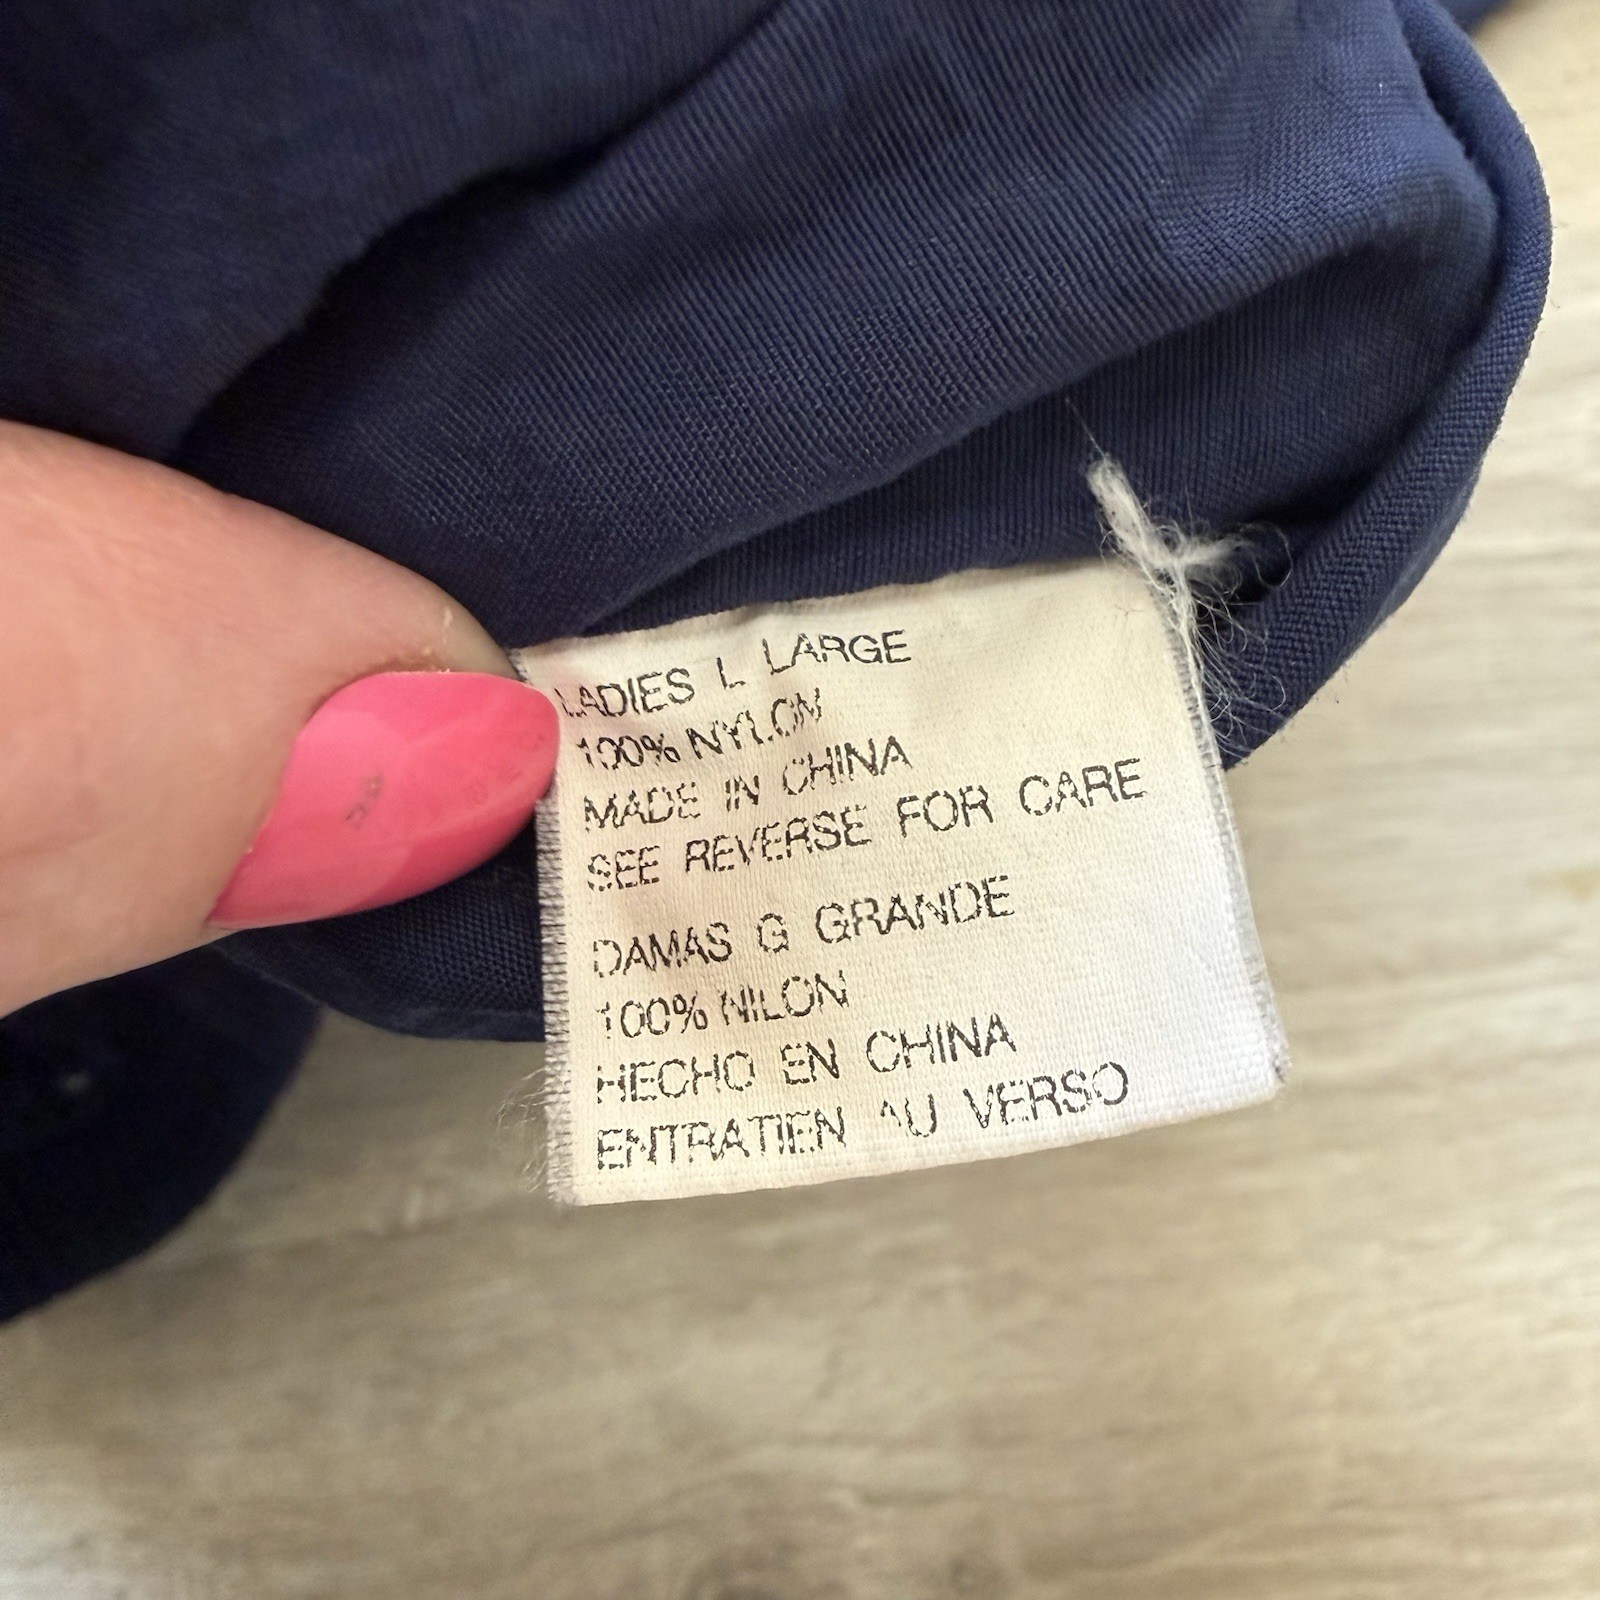 LADIES L LARGE
100% NYLON
MADE IN CHINA
SEE REVERSE FOR CARE
DAMAS G GRANDE
100% NILON
HECHO EN CHINA
ENTRATIEN AU VERSO